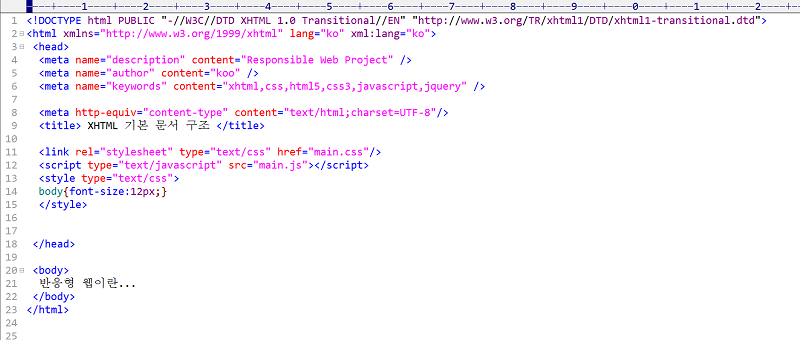 ----+----1----+----2----+----3----+----4----+----5----+----6----+----7----+----8----+----9----+----0----+----1----+----2--
1 <!DOCTYPE html PUBLIC "-//W3C//DTD XHTML 1.0 Transitional//EN" "http://www.w3.org/TR/xhtml1/DTD/xhtml1-transitional.dtd">
2 <html xmlns="http://www.w3.org/1999/xhtml" lang="ko" xml:lang="ko">
3 <head>
4 <meta name="description" content="Responsible Web Project" />
5 <meta name="author" content="koo" />
6 <meta name="keywords" content="xhtml,css,html5,css3,javascript,jquery" />
7
8 <meta http-equiv="content-type" content="text/html;charset=UTF-8"/>
9 <title> XHTML 기본 문서 구조 </title>
10
11 <link rel="stylesheet" type="text/css" href="main.css"/>
12 <script type="text/javascript" src="main.js"></script>
13 <style type="text/css">
14 body{font-size:12px;}
15 </style>
16
17
18 </head>
19
20 <body>
21 반응형 웹이란...
22 </body>
23 </html>
24
25